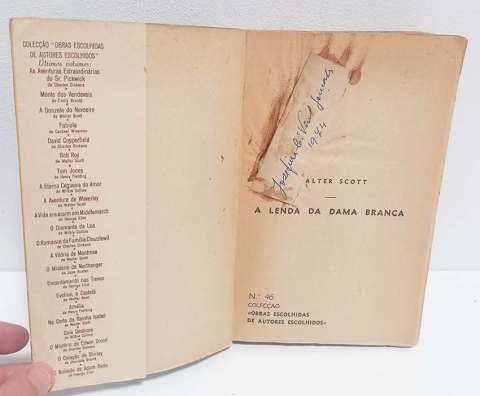 COLECÇÃO "OBRAS ESCOLHIDAS
DE AUTORES ESCOLHIDOS"
Últimos volumes:
As Aventuras Extraordinárias
do Sr. Pickwick
de Charles Dickens
Monte dos Vendavais
de Emily Brontë
A Donzela do Nevoeiro
de Walter Scott
Fabíola
de Cardeal Wiseman
David Copperfield
de Charles Dickens
Rob Roy
de Walter Scott
Tom Jones
de Henry Fielding
A Eterna Cegueira do Amor
de Wilkie Collins
A Aventura de Waverley
de Walter Scott
A Vida era assim em Middlemarch
de George Eliot
O Diamante da Lua
de Wilkie Collins
O Romance da Família Chuzzlewit
de Charles Dickens
A Vitória de Montrose
de Walter Scott
O Mistério de Northanger
de Jane Austen
Encantamento nas Trevas
de George Eliot
Eveline, a Castelã
de Walter Scott
Amélia
de Henry Fielding
Na Corte da Rainha Isabel
de Walter Scott
Dois Destinos
de Wilkie Collins
O Mistério de Edwin Drood
de Charles Dickens
O Coração de Shirley
de Charlotte Brontë
O Noivado de Adam Bede
de George Eliot
1944
ALTER SCOTT
A LENDA DA DAMA BRANCA
N.º 46
COLECÇÃO
«OBRAS ESCOLHIDAS
DE AUTORES ESCOLHIDOS»